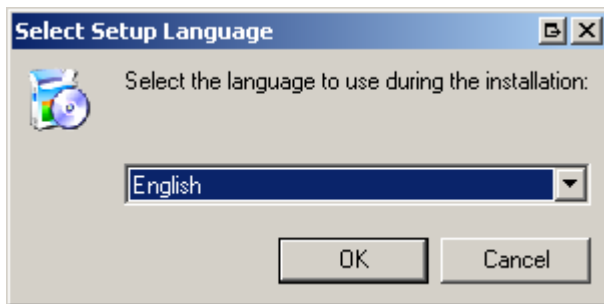 Select Setup Language
Select the language to use during the installation:
English
OK
Cancel